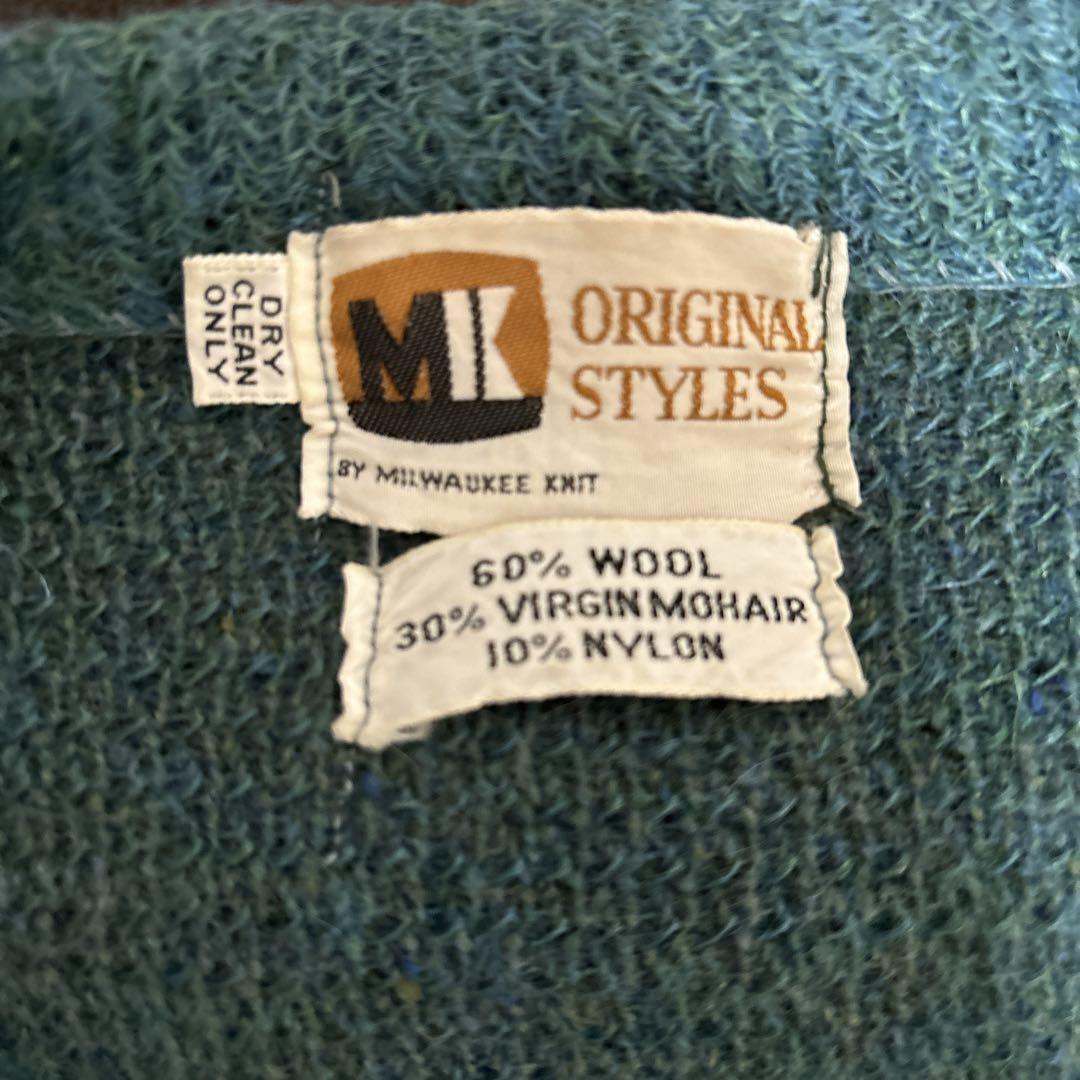 DRY
CLEAN
ONLY
MK
ORIGINAL
STYLES
BY MILWAUKEE KNIT
60% WOOL
30% VIRGIN MOHAIR
10% NYLON